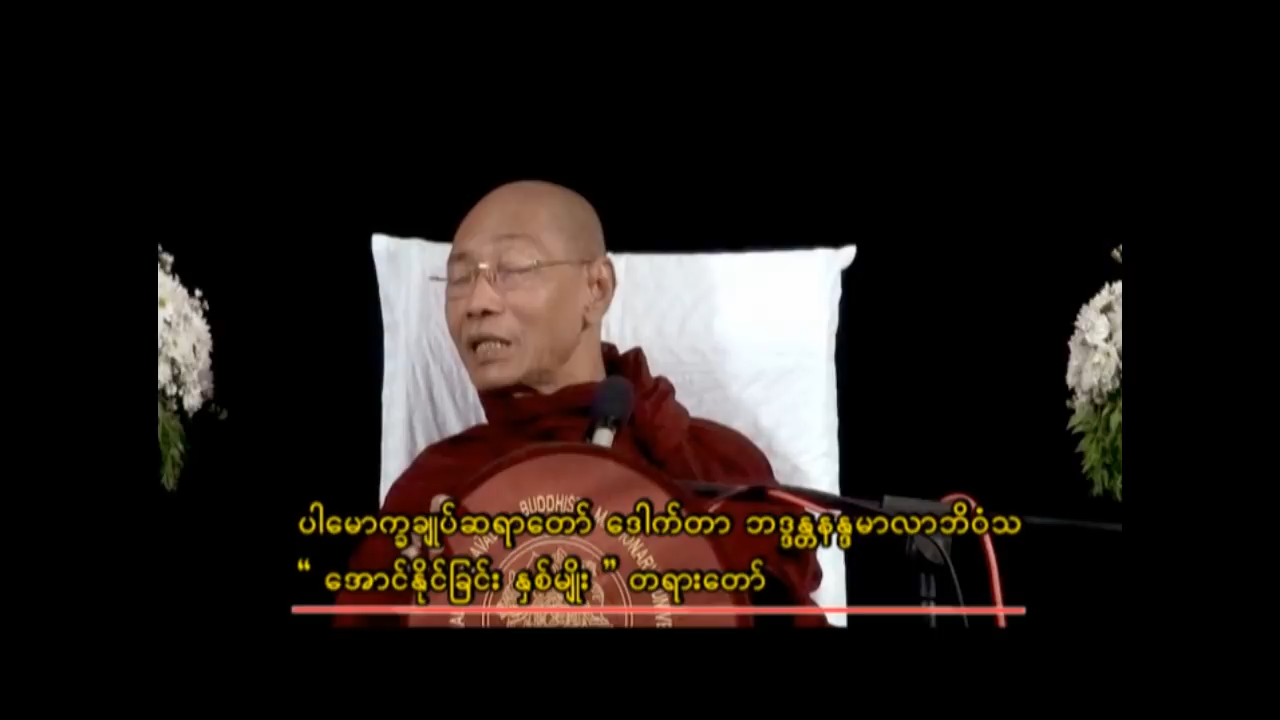 BUDDHIST
ပါမောက္ခချုပ်ဆရာတော် ဒေါက်တာ ဘဒ္ဒန္တနန္ဒမာလာဘိဝံသ
“ အောင်နိုင်ခြင်း နှစ်မျိုး ” တရားတော်